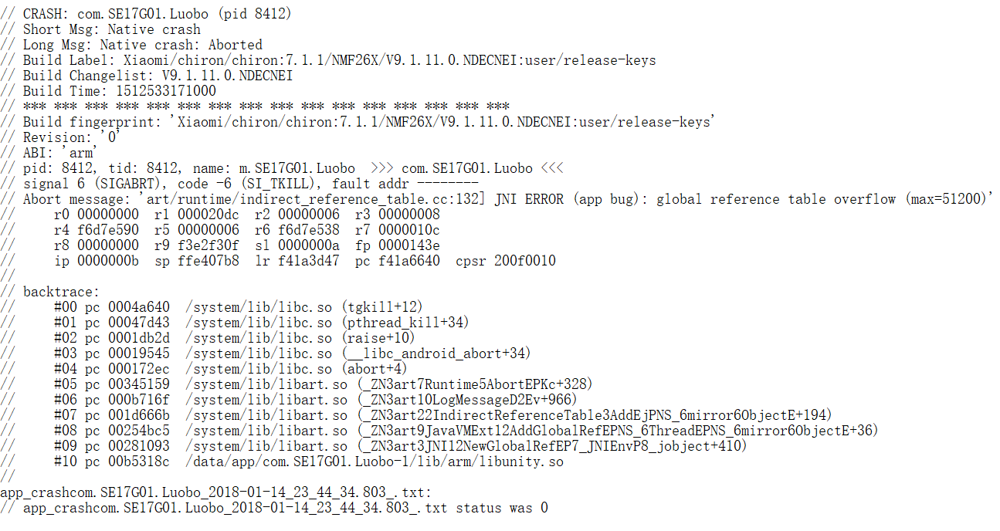 // CRASH: com.SE17G01.Luobo (pid 8412)
// Short Msg: Native crash
// Long Msg: Native crash: Aborted
// Build Label: Xiaomi/chiron/chiron:7.1.1/NMF26X/V9.1.11.0.NDECNEI:user/release-keys
// Build Changelist: V9.1.11.0.NDECNEI
// Build Time: 1512533171000
// *** *** *** *** *** *** *** *** *** *** *** *** *** *** *** ***
// Build fingerprint: 'Xiaomi/chiron/chiron:7.1.1/NMF26X/V9.1.11.0.NDECNEI:user/release-keys'
// Revision: '0'
// ABI: 'arm'
// pid: 8412, tid: 8412, name: m.SE17G01.Luobo  >>> com.SE17G01.Luobo <<<
// signal 6 (SIGABRT), code -6 (SI_TKILL), fault addr --------
// Abort message: 'art/runtime/indirect_reference_table.cc:132] JNI ERROR (app bug): global reference table overflow (max=51200)'
//     r0 00000000  r1 000020dc  r2 00000006  r3 00000008
//     r4 f6d7e590  r5 00000006  r6 f6d7e538  r7 0000010c
//     r8 00000000  r9 f3e2f30f  sl 0000000a  fp 0000143e
//     ip 0000000b  sp ffe407b8  lr f41a3d47  pc f41a6640  cpsr 200f0010
//
// backtrace:
//     #00 pc 0004a640  /system/lib/libc.so (tgkill+12)
//     #01 pc 00047d43  /system/lib/libc.so (pthread_kill+34)
//     #02 pc 0001db2d  /system/lib/libc.so (raise+10)
//     #03 pc 00019545  /system/lib/libc.so (__libc_android_abort+34)
//     #04 pc 000172ec  /system/lib/libc.so (abort+4)
//     #05 pc 00345159  /system/lib/libart.so (_ZN3art7Runtime5AbortEPKc+328)
//     #06 pc 000b716f  /system/lib/libart.so (_ZN3art10LogMessageD2Ev+966)
//     #07 pc 001d666b  /system/lib/libart.so (_ZN3art22IndirectReferenceTable3AddEjPNS_6mirror6ObjectE+194)
//     #08 pc 00254bc5  /system/lib/libart.so (_ZN3art9JavaVMExt12AddGlobalRefEPNS_6ThreadEPNS_6mirror6ObjectE+36)
//     #09 pc 00281093  /system/lib/libart.so (_ZN3art3JNI12NewGlobalRefEP7_JNIEnvP8_jobject+410)
//     #10 pc 00b5318c  /data/app/com.SE17G01.Luobo-1/lib/arm/libunity.so
//
app_crashcom.SE17G01.Luobo_2018-01-14_23_44_34.803_.txt:
// app_crashcom.SE17G01.Luobo_2018-01-14_23_44_34.803_.txt status was 0